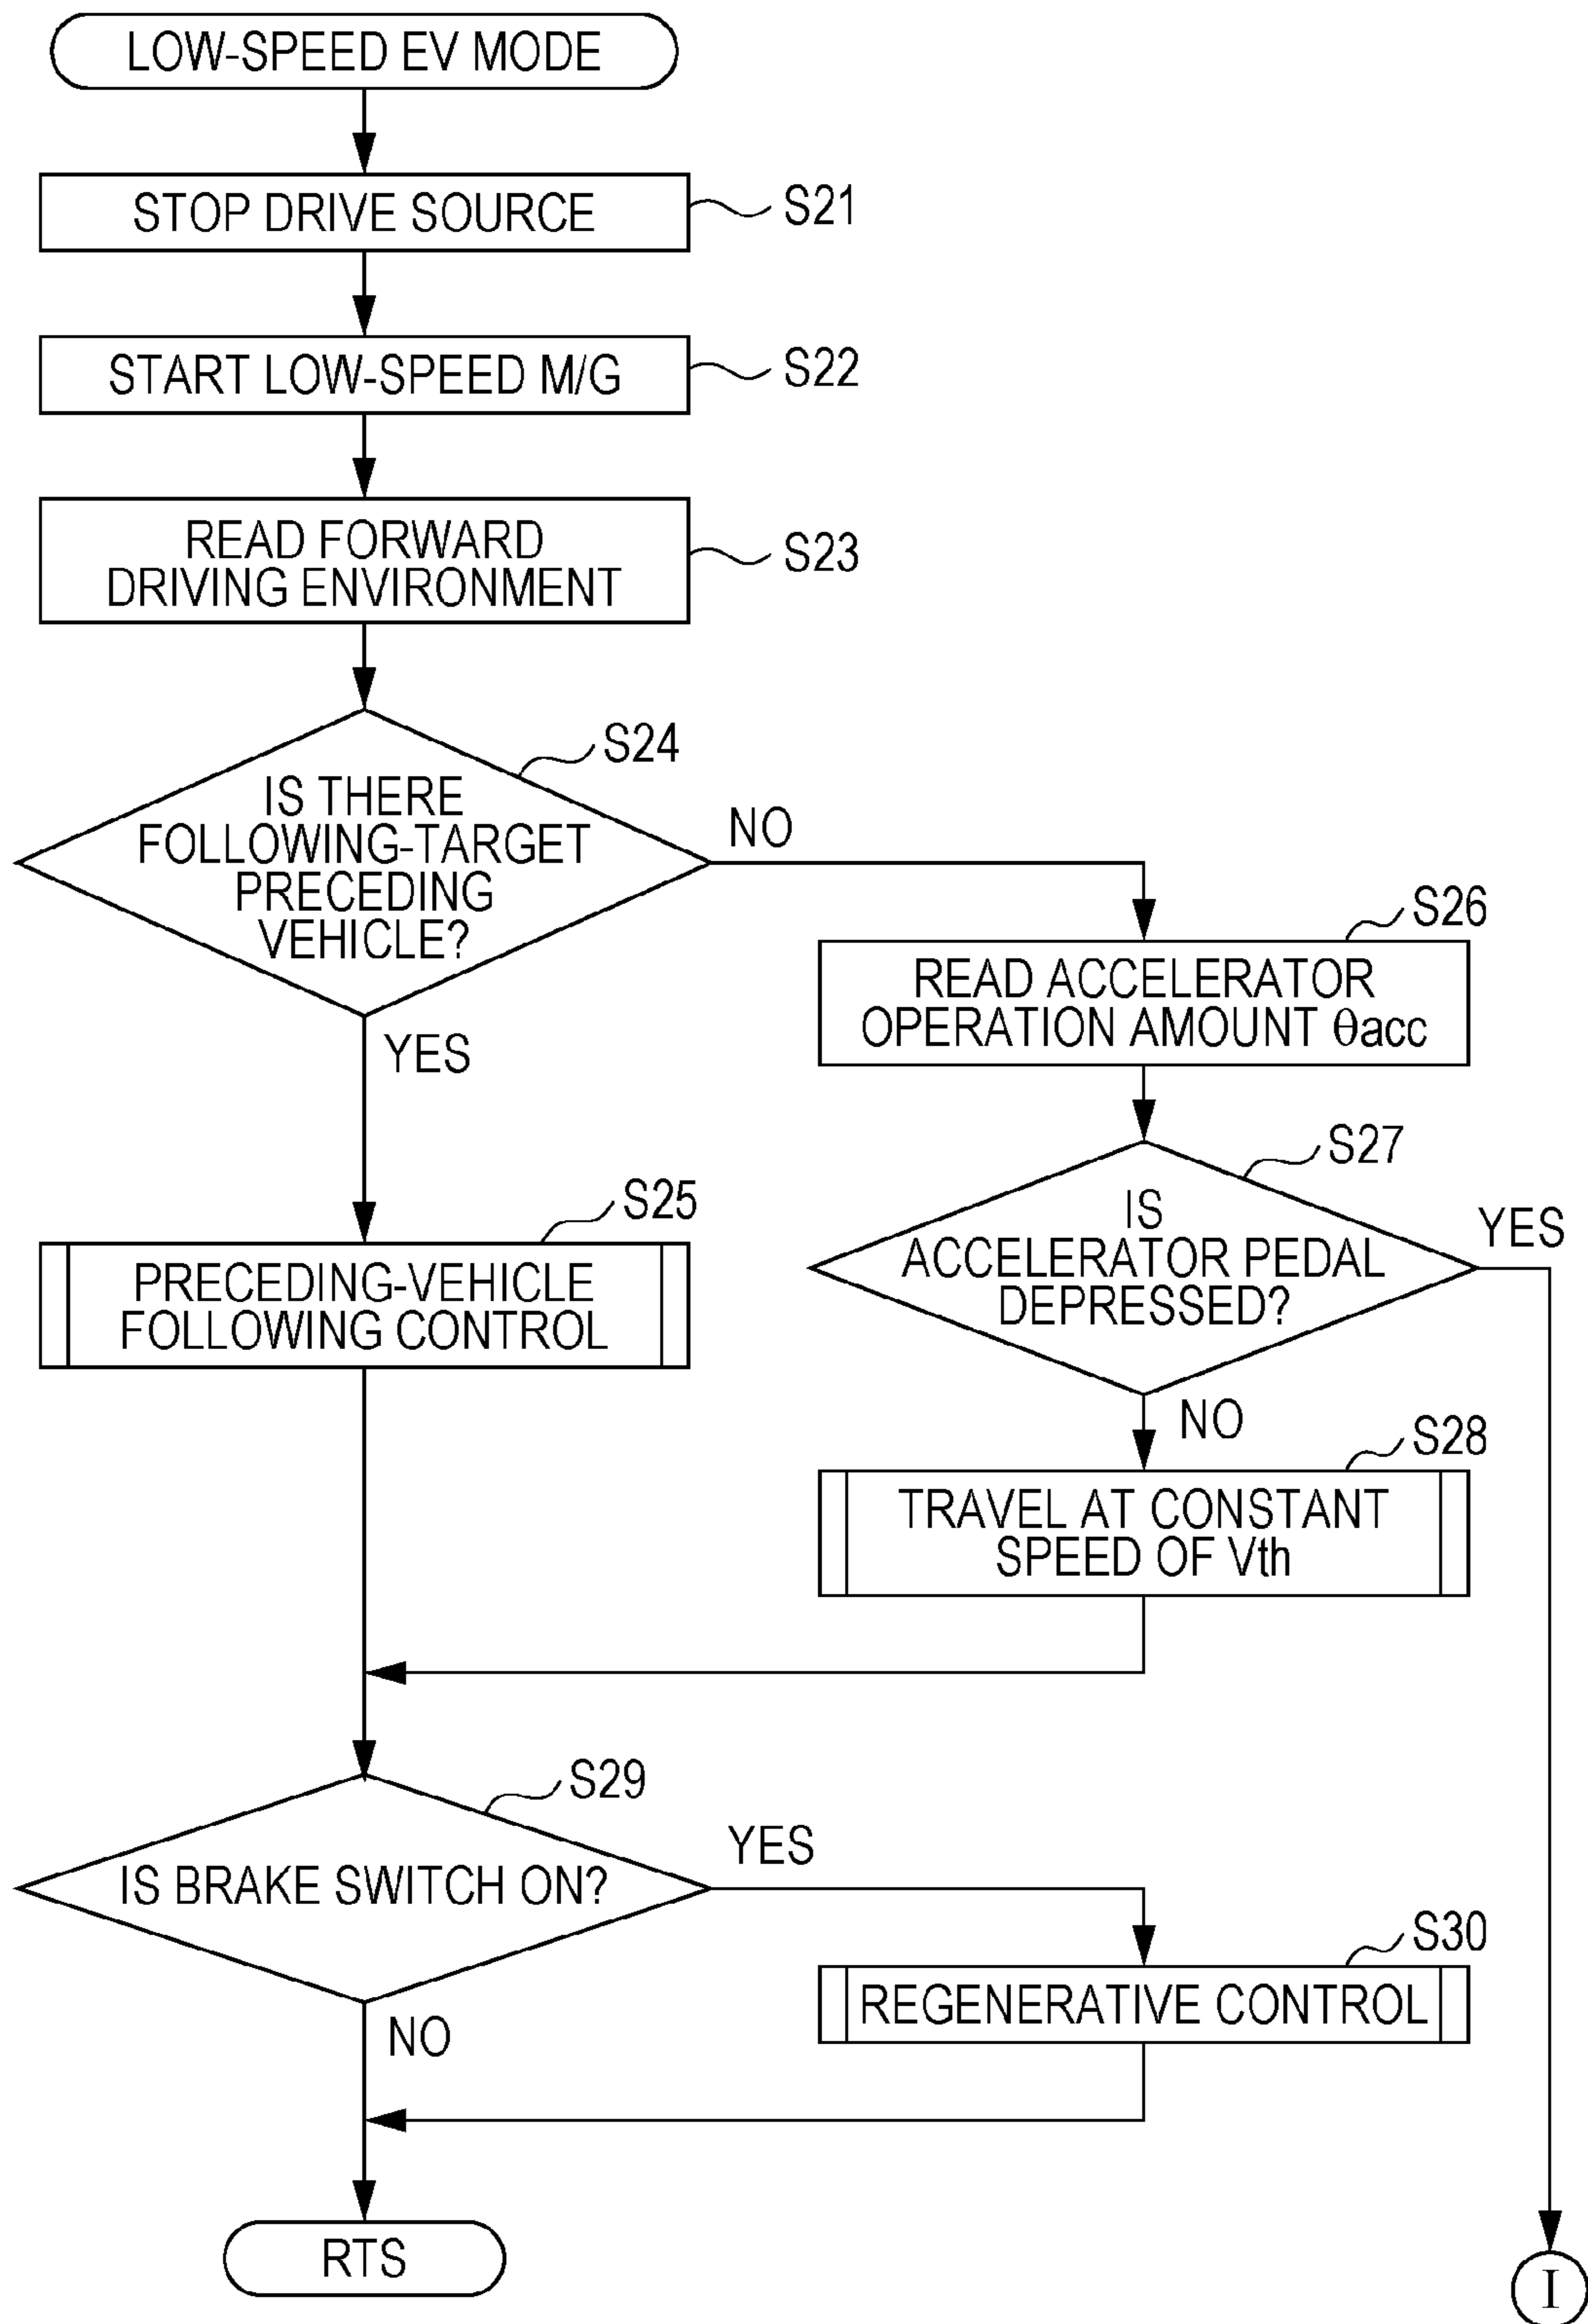 LOW-SPEED EV MODE
STOP DRIVE SOURCE
S21
START LOW-SPEED M/G
S22
READ FORWARD
DRIVING ENVIRONMENT
S23
S24
IS THERE
FOLLOWING-TARGET
PRECEDING
VEHICLE?
NO
YES
S26
READ ACCELERATOR
OPERATION AMOUNT θacc
S27
IS
ACCELERATOR PEDAL
DEPRESSED?
YES
NO
S25
PRECEDING-VEHICLE
FOLLOWING CONTROL
S28
TRAVEL AT CONSTANT
SPEED OF Vth
S29
IS BRAKE SWITCH ON?
YES
NO
S30
REGENERATIVE CONTROL
RTS
I